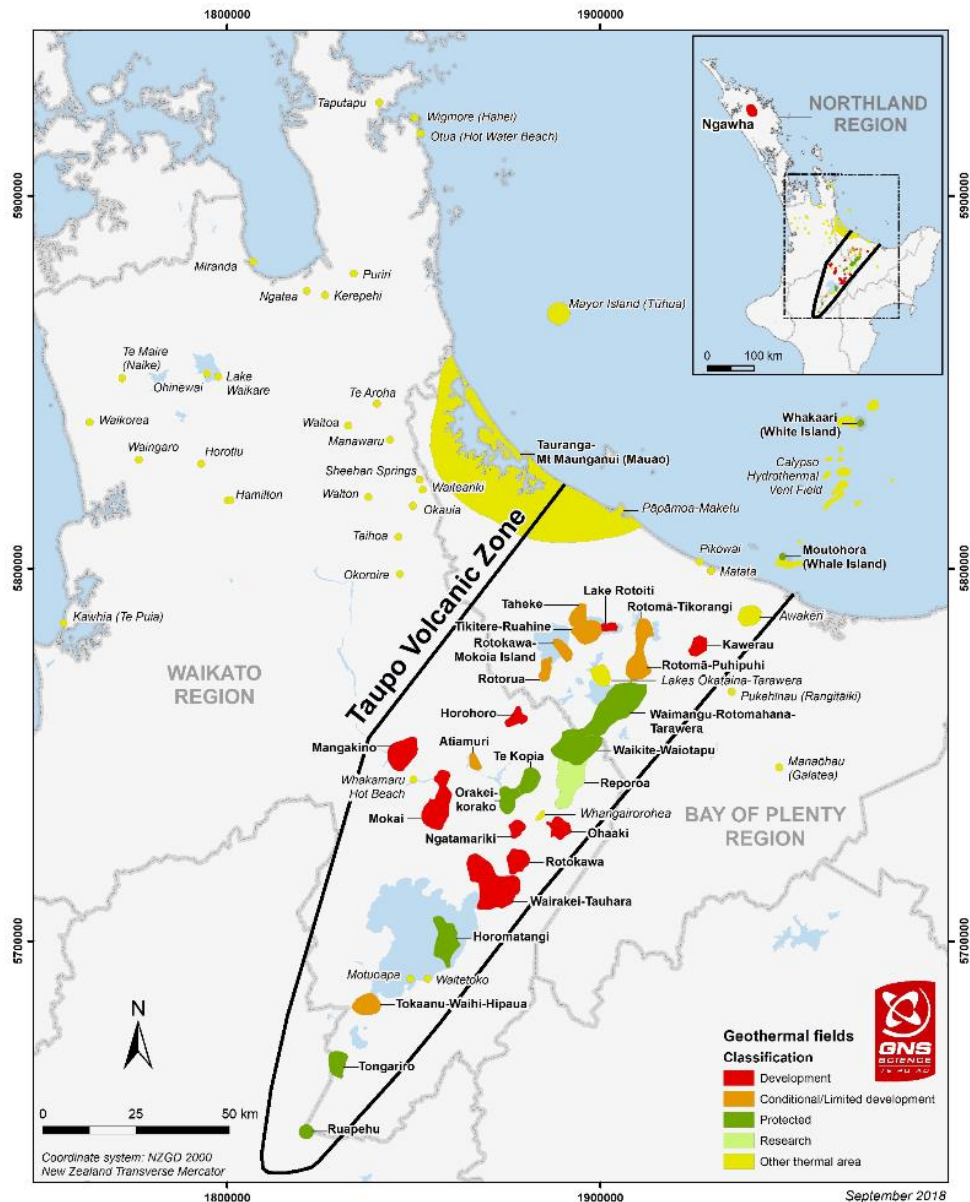 1800000
1900000
NORTHLAND
REGION
Ngawha
0 100 km
Taputapu
Wigmore (Hahei)
Otua (Hot Water Beach)
5900000
5900000
Miranda
Puriri
Ngatea
Kerepehi
Mayor Island (Tūhua)
Te Maire
(Naike)
Ohinewai
Lake
Waikare
Te Aroha
Waikorea
Waitoa
Waingaro
Horotiu
Manawaru
Whakaari
(White Island)
Tauranga-
Mt Maunganui (Mauao)
Sheehan Springs
Calypso
Hydrothermal
Vent Field
Hamilton
Walton
Waiteariki
Okauia
Pāpāmoa-Maketu
Taihoa
Pikowai
Moutohora
(Whale Island)
5800000
5800000
Okoroire
Matata
Taupo Volcanic Zone
Kawhia (Te Puia)
Lake Rotoiti
Taheke
Rotomā-Tikorangi
Awakeri
Tikitere-Ruahine
Rotokawa-
Mokoia Island
Kawerau
WAIKATO
REGION
Rotorua
Rotomā-Puhipuhi
Lakes Ōkataina-Tarawera
Pukehinau (Rangitaiki)
Horohoro
Waimangu-Rotomahana-
Tarawera
Mangakino
Atiamuri
Te Kopia
Waikite-Waiotapu
Whakamaru
Hot Beach
Orakei-
korako
Reporoa
Manaohau
(Galatea)
Mokai
Whangairorohea
BAY OF PLENTY
REGION
Ngatamariki
Ohaaki
Rotokawa
Wairakei-Tauhara
5700000
5700000
Horomatangi
Motuoapa
Waitetoko
Tokaanu-Waihi-Hipaua
N
Tongariro
0 25 50 km
Ruapehu
Coordinate system: NZGD 2000
New Zealand Transverse Mercator
Geothermal fields
Classification
Development
Conditional/Limited development
Protected
Research
Other thermal area
GNS
SCIENCE
TE PŪ AO
1800000
1900000
September 2018